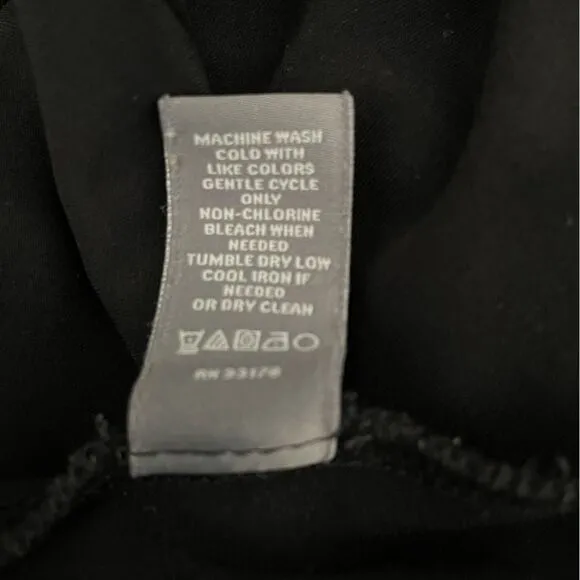 MACHINE WASH
COLD WITH
LIKE COLORS
GENTLE CYCLE
ONLY
NON-CHLORINE
BLEACH WHEN
NEEDED
TUMBLE DRY LOW
COOL IRON IF
NEEDED
OR DRY CLEAN